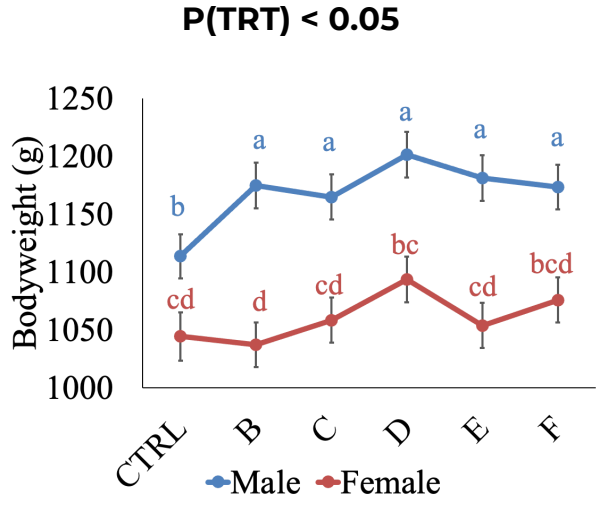 P(TRT) < 0.05
1250
1200
1150
1100
1050
1000
Bodyweight (g)
b a a a a a
cd d cd bc cd bcd
CTRL B C D E F
Male Female